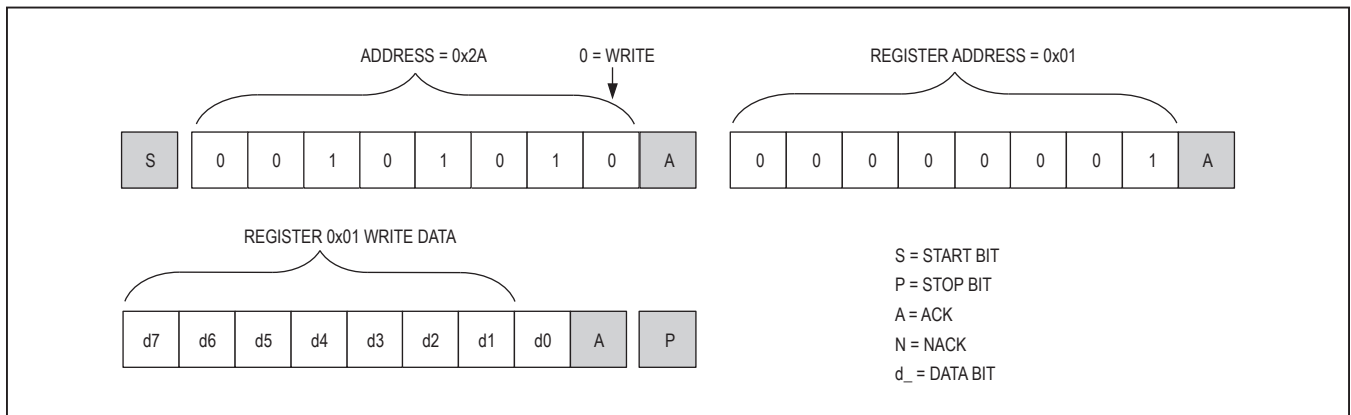 ADDRESS = 0x2A 0 = WRITE REGISTER ADDRESS = 0x01
S 0 0 1 0 1 0 1 0 A 0 0 0 0 0 0 0 1 A
REGISTER 0x01 WRITE DATA
d7 d6 d5 d4 d3 d2 d1 d0 A P
S = START BIT
P = STOP BIT
A = ACK
N = NACK
d_ = DATA BIT